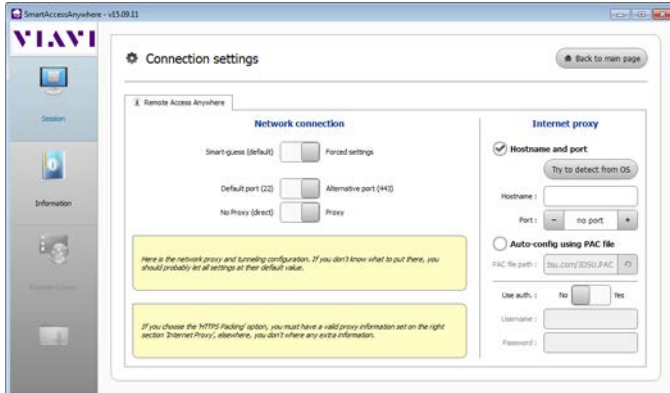 SmartAccessAnywhere - v15.09.11
VIAVI
Session
Information
Remote Screen
Connection settings
Back to main page
Remote Access Anywhere
Network connection
Smart-guess (default) Forced settings
Default port (22) Alternative port (443)
No Proxy (direct) Proxy
Here is the network proxy and tunneling configuration. If you don't know what to put there, you
should probably let all settings at their default value.
If you choose the 'HTTPS Packing' option, you must have a valid proxy information set on the right
section 'Internet Proxy', elsewhere, you don't where any extra information.
Internet proxy
Hostname and port
Try to detect from OS
Hostname :
Port : - no port +
Auto-config using PAC file
PAC file path : tsu.com/JDSU.PAC
Use auth. : No Yes
Username :
Password :